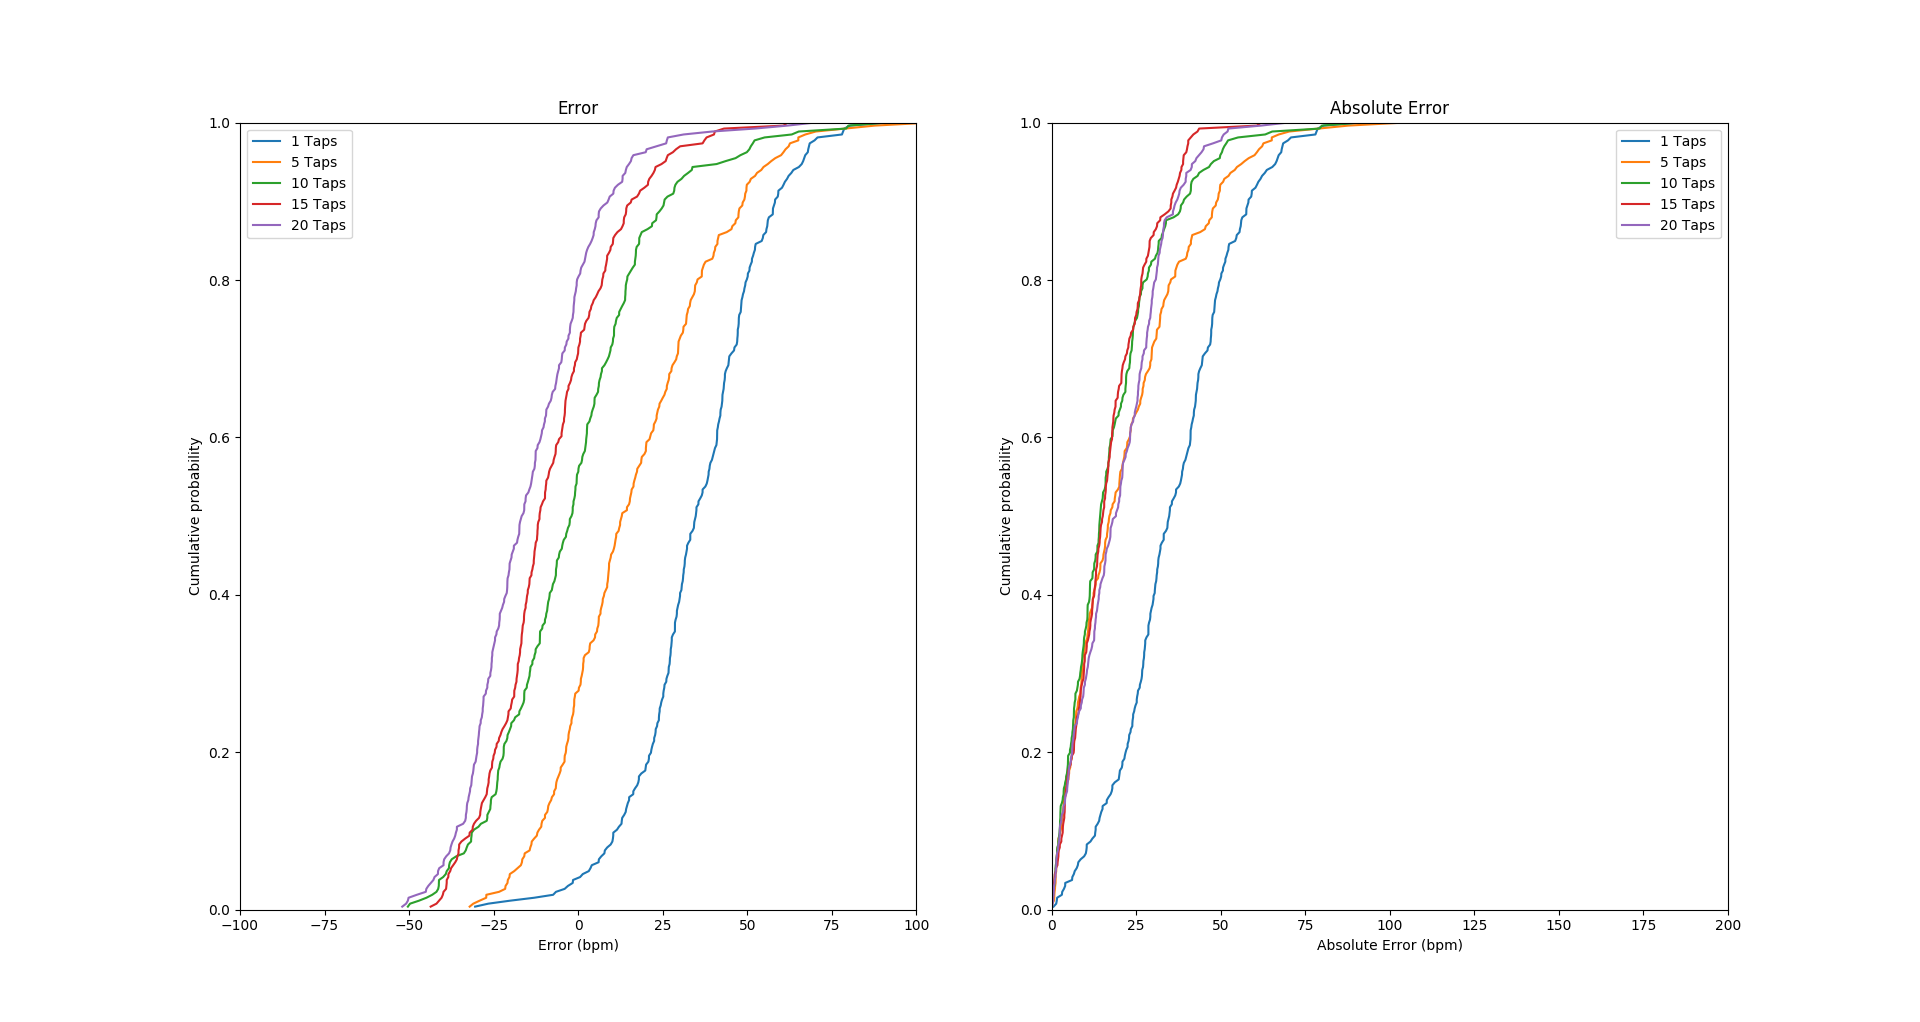 Error
1.0
0.8
0.6
0.4
0.2
0.0
Cumulative probability
1 Taps
5 Taps
10 Taps
15 Taps
20 Taps
−100
−75
−50
−25
0
25
50
75
100
Error (bpm)
Absolute Error
1.0
0.8
0.6
0.4
0.2
0.0
Cumulative probability
1 Taps
5 Taps
10 Taps
15 Taps
20 Taps
0
25
50
75
100
125
150
175
200
Absolute Error (bpm)